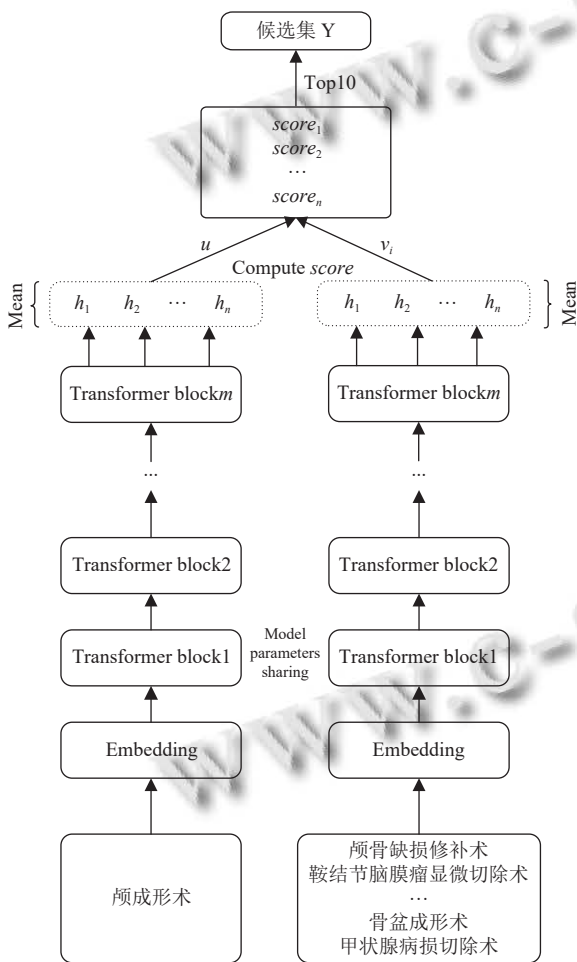 候选集 Y
Top10
score₁
score₂
…
scoreₙ
u
vᵢ
Compute score
Mean
h₁ h₂ … hₙ
h₁ h₂ … hₙ
Mean
Transformer blockm
Transformer blockm
...
...
Transformer block2
Transformer block2
Transformer block1
Model
parameters
sharing
Transformer block1
Embedding
Embedding
颅成形术
颅骨缺损修补术
鞍结节脑膜瘤显微切除术
…
骨盆成形术
甲状腺病损切除术
www.c-
www.c-